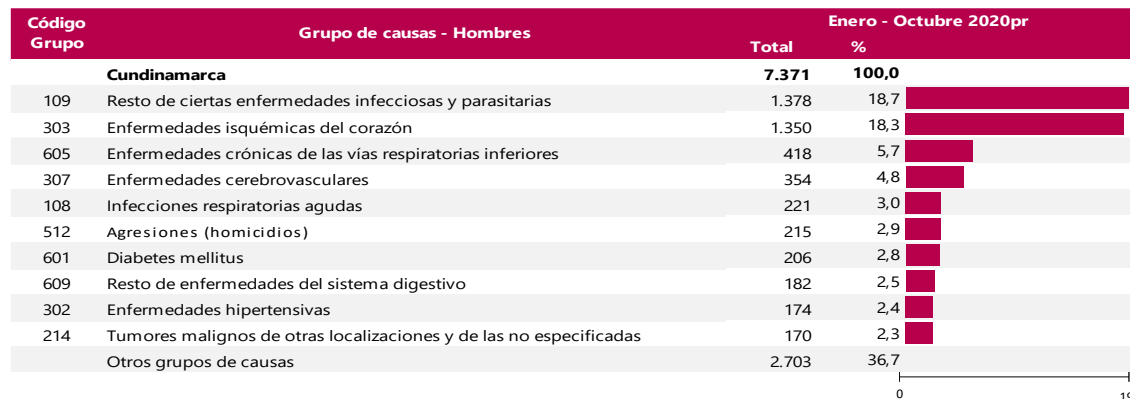 Código Grupo Grupo de causas - Hombres Enero - Octubre 2020pr
Total %
Cundinamarca 7.371 100,0
109 Resto de ciertas enfermedades infecciosas y parasitarias 1.378 18,7
303 Enfermedades isquémicas del corazón 1.350 18,3
605 Enfermedades crónicas de las vías respiratorias inferiores 418 5,7
307 Enfermedades cerebrovasculares 354 4,8
108 Infecciones respiratorias agudas 221 3,0
512 Agresiones (homicidios) 215 2,9
601 Diabetes mellitus 206 2,8
609 Resto de enfermedades del sistema digestivo 182 2,5
302 Enfermedades hipertensivas 174 2,4
214 Tumores malignos de otras localizaciones y de las no especificadas 170 2,3
Otros grupos de causas 2.703 36,7
0